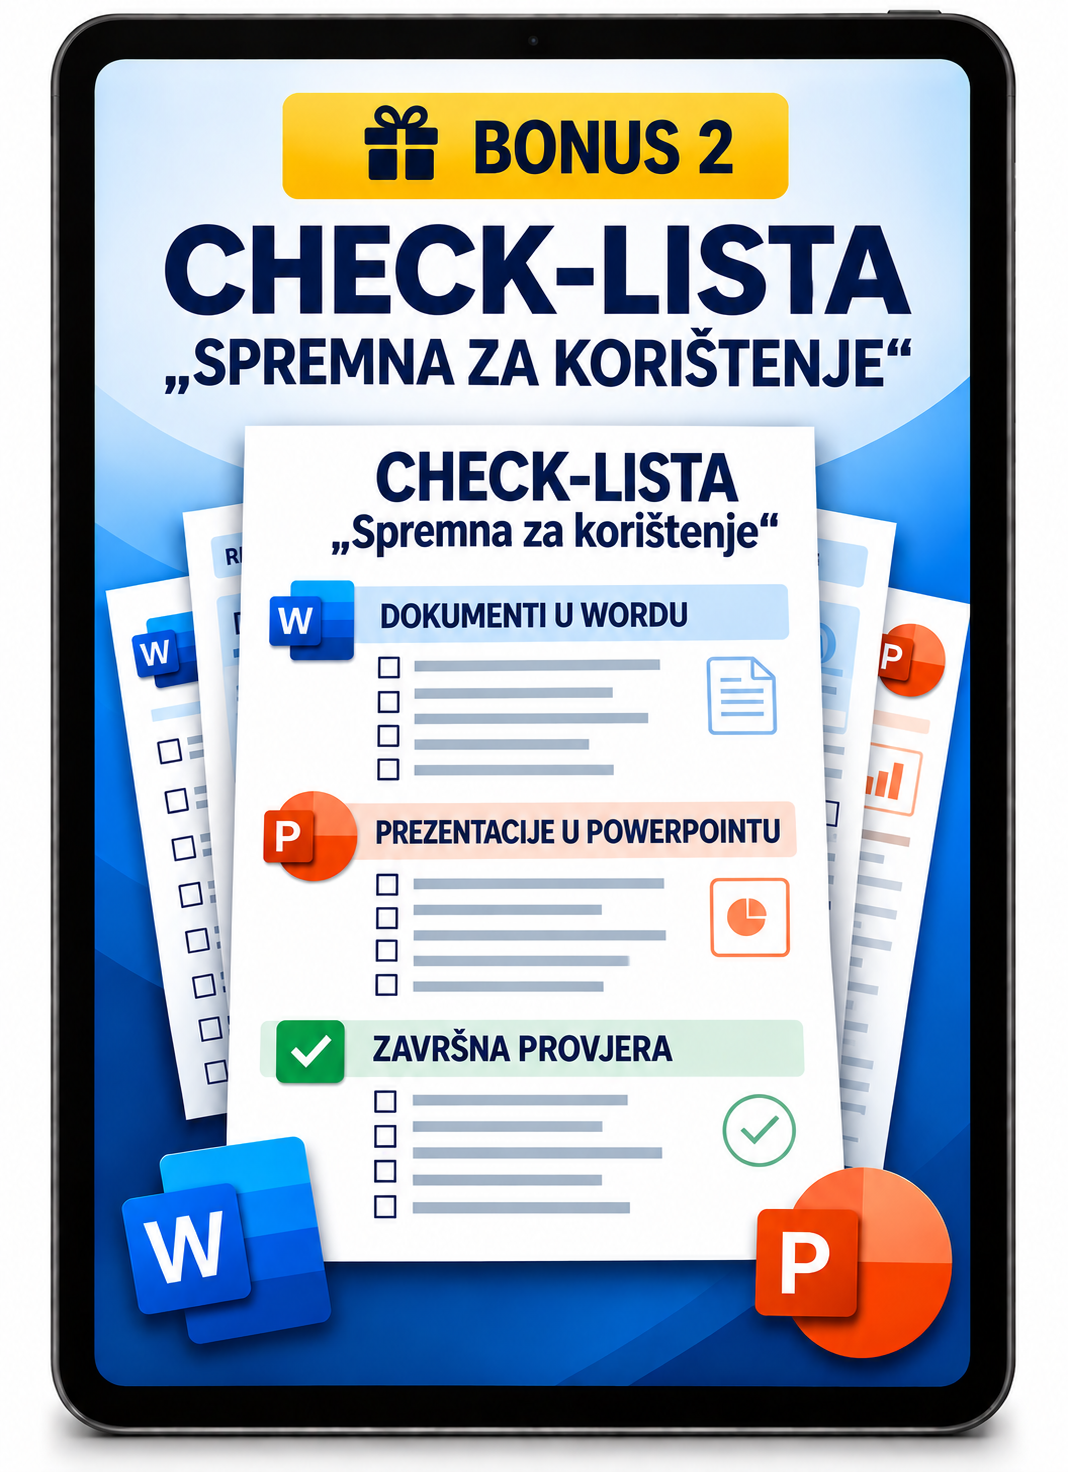 BONUS 2
CHECK-LISTA
„SPREMNA ZA KORIŠTENJE“
CHECK-LISTA
„Spremna za korištenje“
W DOKUMENTI U WORDU
W
P
P PREZENTACIJE U POWERPOINTU
ZAVRŠNA PROVJERA
W
P